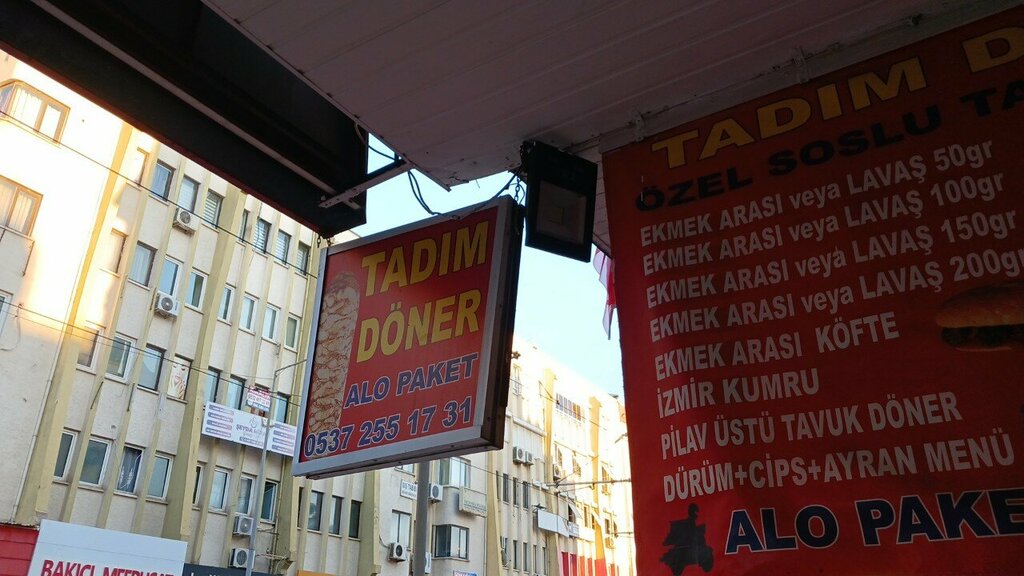 TADIM
DÖNER
ALO PAKET
0537 255 17 31
TADIM
ÖZEL SOSLU
EKMEK ARASI veya LAVAŞ 50gr
EKMEK ARASI veya LAVAŞ 100gr
EKMEK ARASI veya LAVAŞ 150gr
EKMEK ARASI veya LAVAŞ 200gr
EKMEK ARASI KÖFTE
İZMİR KUMRU
PİLAV ÜSTÜ TAVUK DÖNER
DÜRÜM+CİPS+AYRAN MENÜ
ALO PAKE
BAKICI